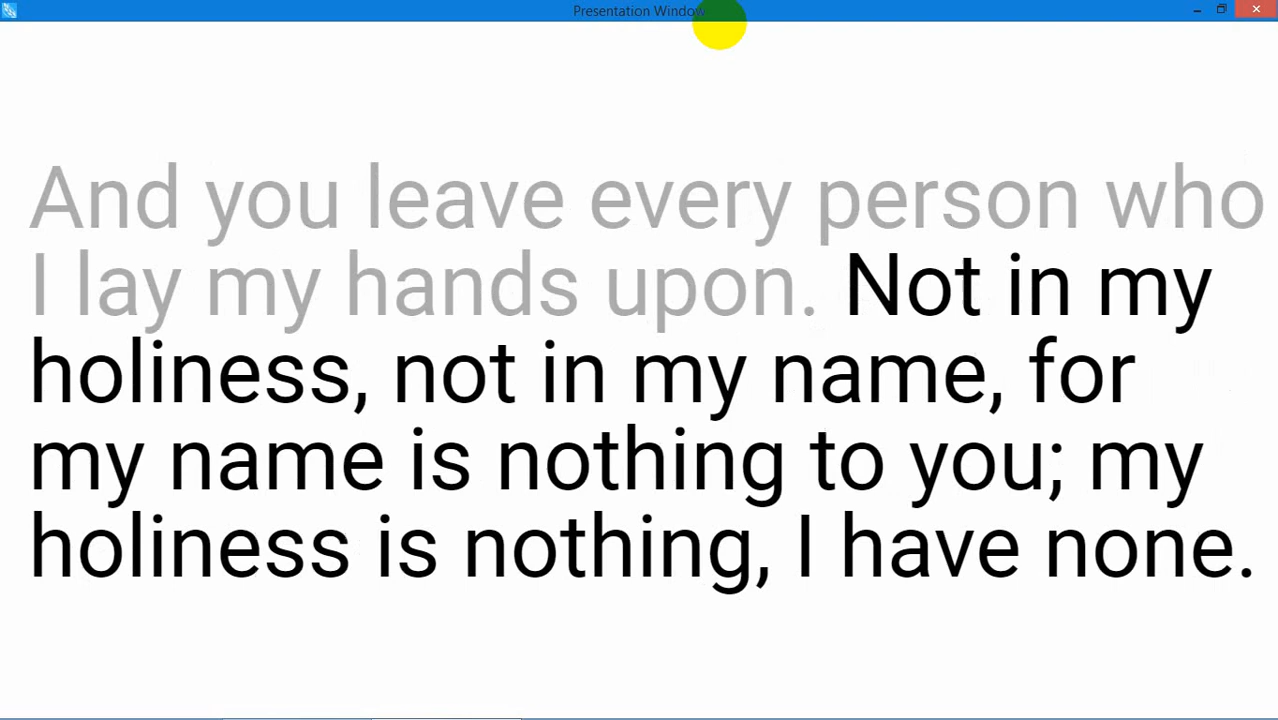 Presentation Window
And you leave every person who
I lay my hands upon. Not in my
holiness, not in my name, for
my name is nothing to you; my
holiness is nothing, I have none.